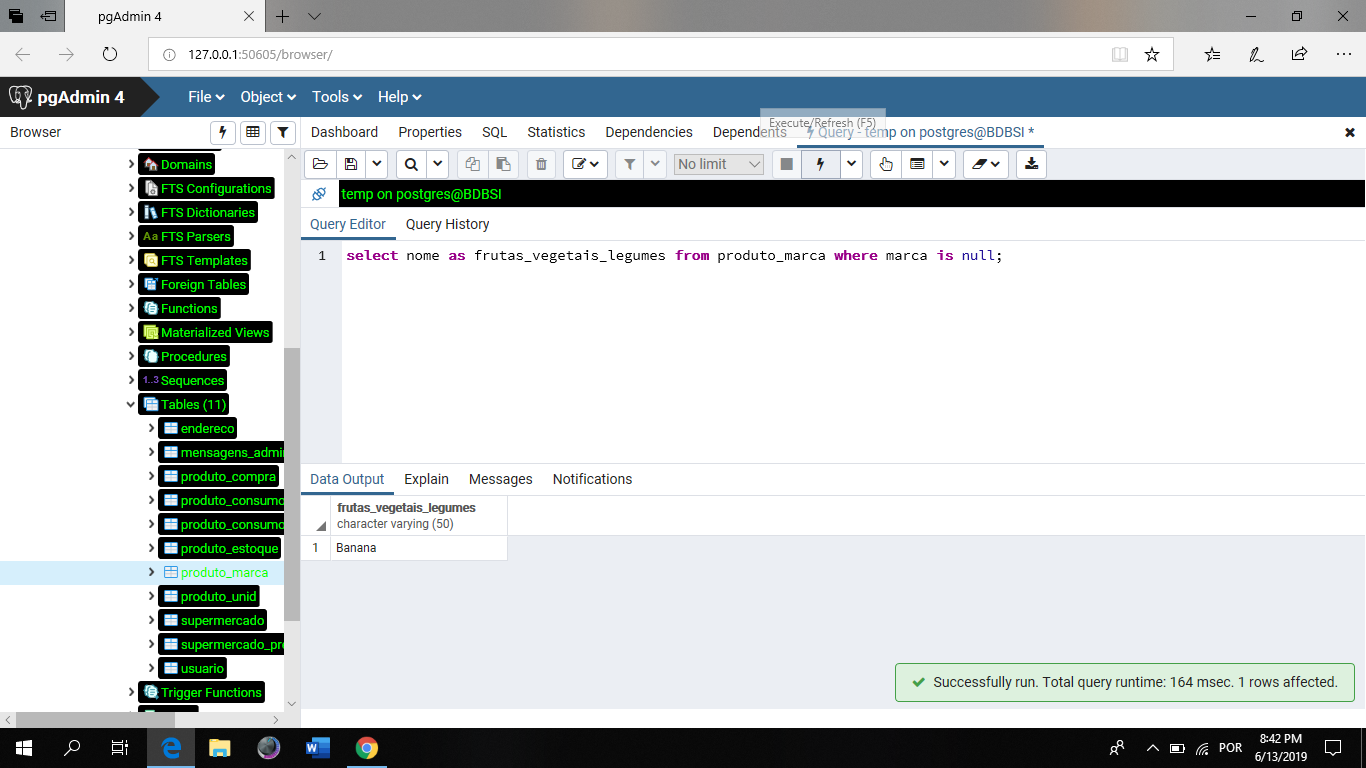 pgAdmin 4
127.0.0.1:50605/browser/
pgAdmin 4 File Object Tools Help
Execute/Refresh (F5)
Browser Dashboard Properties SQL Statistics Dependencies Dependents Query - temp on postgres@BDBSI *
No limit
temp on postgres@BDBSI
Query Editor Query History
1 select nome as frutas_vegetais_legumes from produto_marca where marca is null;
Domains
FTS Configurations
FTS Dictionaries
Aa FTS Parsers
FTS Templates
Foreign Tables
Functions
Materialized Views
Procedures
1..3 Sequences
Tables (11)
endereco
mensagens_admi
produto_compra
produto_consumo
produto_consumo
produto_estoque
produto_marca
produto_unid
supermercado
supermercado_pro
usuario
Trigger Functions
Data Output Explain Messages Notifications
frutas_vegetais_legumes
character varying (50)
1 Banana
Successfully run. Total query runtime: 164 msec. 1 rows affected.
POR
8:42 PM
6/13/2019